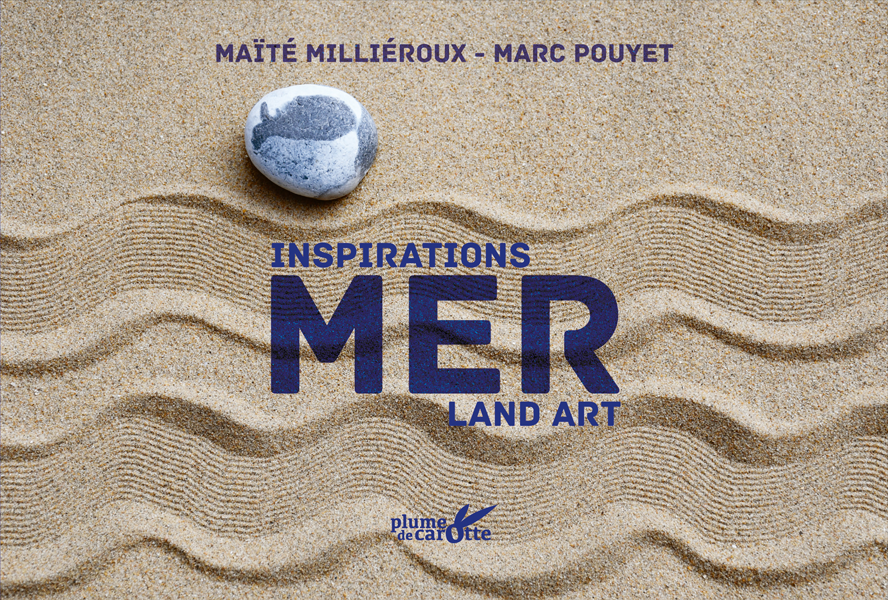 MAÏTÉ MILLIÉROUX - MARC POUYET
INSPIRATIONS
MER
LAND ART
plume
de carotte